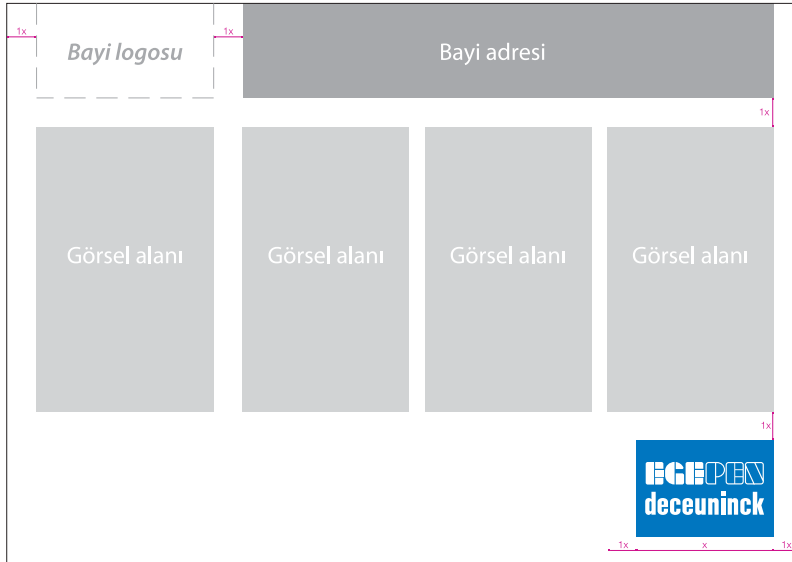 1x
1x
Bayi logosu
Bayi adresi
1x
Görsel alanı
Görsel alanı
Görsel alanı
Görsel alanı
1x
EGEPEN
deceuninck
1x
x
1x